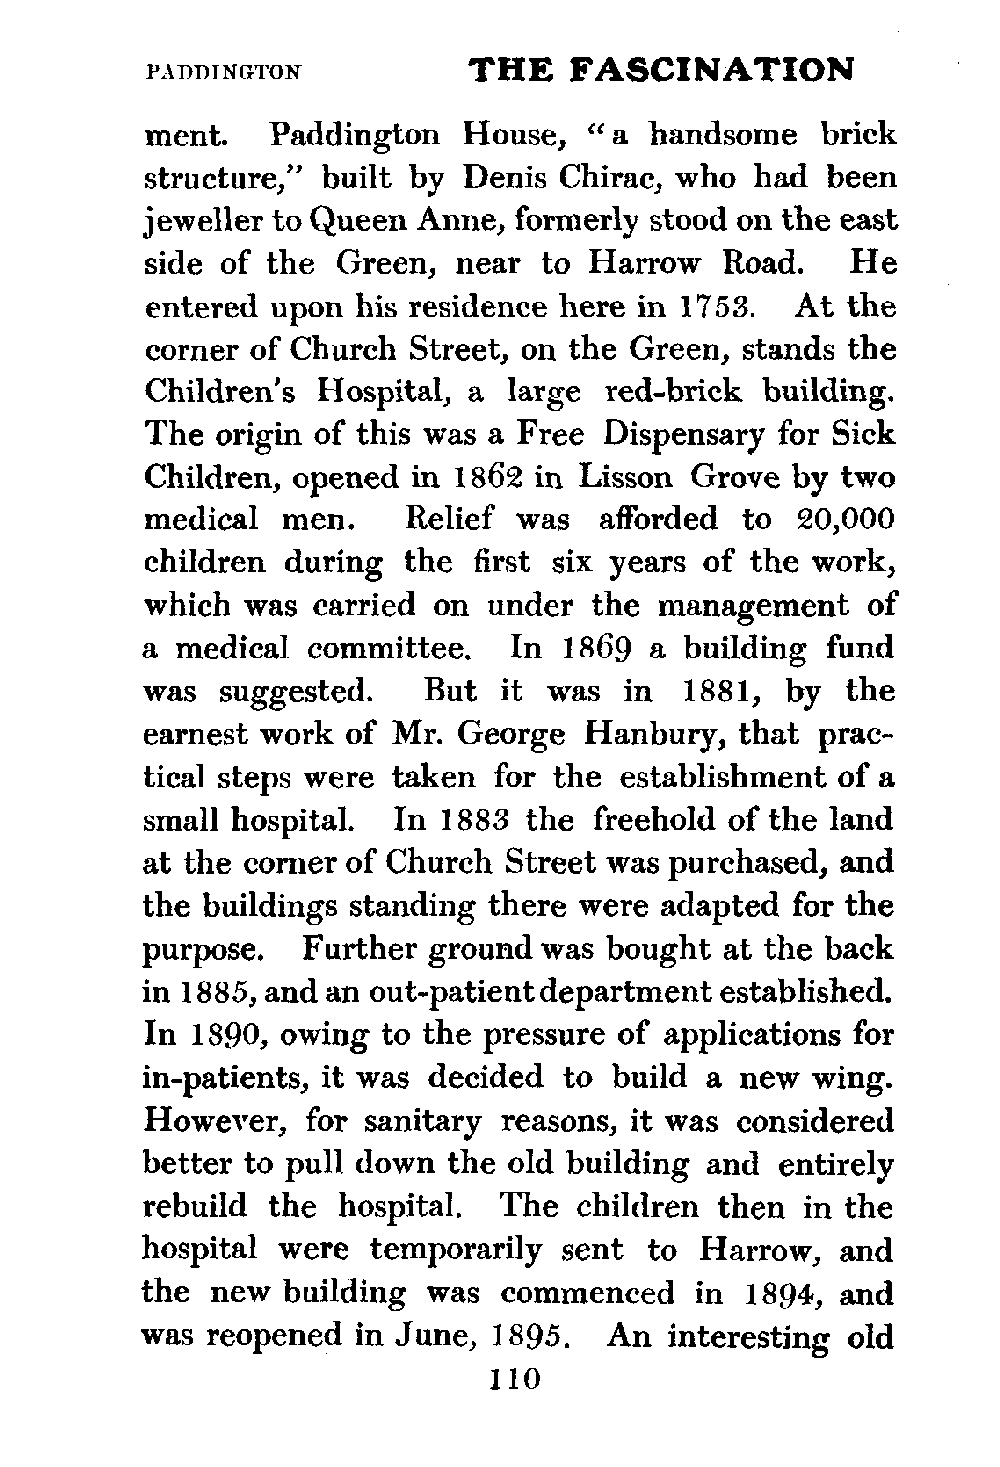 PADDINGTON THE FASCINATION
ment. Paddington House, "a handsome brick
structure," built by Denis Chirac, who had been
jeweller to Queen Anne, formerly stood on the east
side of the Green, near to Harrow Road. He
entered upon his residence here in 1753. At the
corner of Church Street, on the Green, stands the
Children's Hospital, a large red-brick building.
The origin of this was a Free Dispensary for Sick
Children, opened in 1862 in Lisson Grove by two
medical men. Relief was afforded to 20,000
children during the first six years of the work,
which was carried on under the management of
a medical committee. In 1869 a building fund
was suggested. But it was in 1881, by the
earnest work of Mr. George Hanbury, that prac-
tical steps were taken for the establishment of a
small hospital. In 1883 the freehold of the land
at the corner of Church Street was purchased, and
the buildings standing there were adapted for the
purpose. Further ground was bought at the back
in 1885, and an out-patient department established.
In 1890, owing to the pressure of applications for
in-patients, it was decided to build a new wing.
However, for sanitary reasons, it was considered
better to pull down the old building and entirely
rebuild the hospital. The children then in the
hospital were temporarily sent to Harrow, and
the new building was commenced in 1894, and
was reopened in June, 1895. An interesting old
110